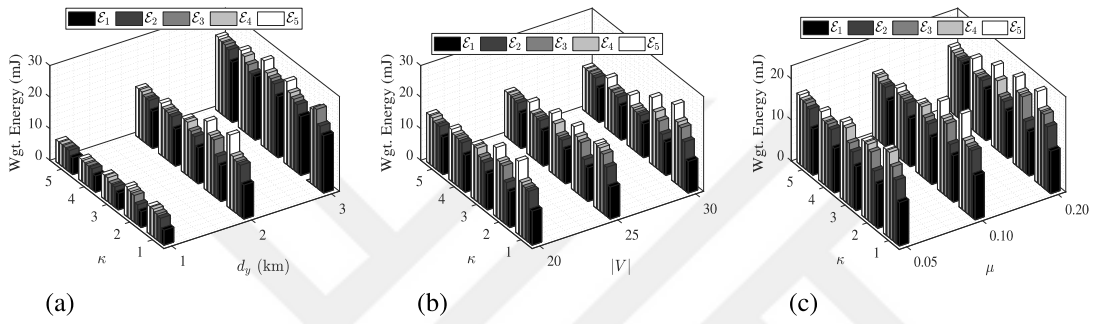 ℰ₁ ℰ₂ ℰ₃ ℰ₄ ℰ₅
Wgt. Energy (mJ)
30
20
10
0
5
4
3
2
1
κ
1
2
3
d_y (km)
(a)
ℰ₁ ℰ₂ ℰ₃ ℰ₄ ℰ₅
Wgt. Energy (mJ)
30
20
10
0
5
4
3
2
1
κ
20
25
30
|V|
(b)
ℰ₁ ℰ₂ ℰ₃ ℰ₄ ℰ₅
Wgt. Energy (mJ)
20
10
0
5
4
3
2
1
κ
0.05
0.10
0.20
μ
(c)